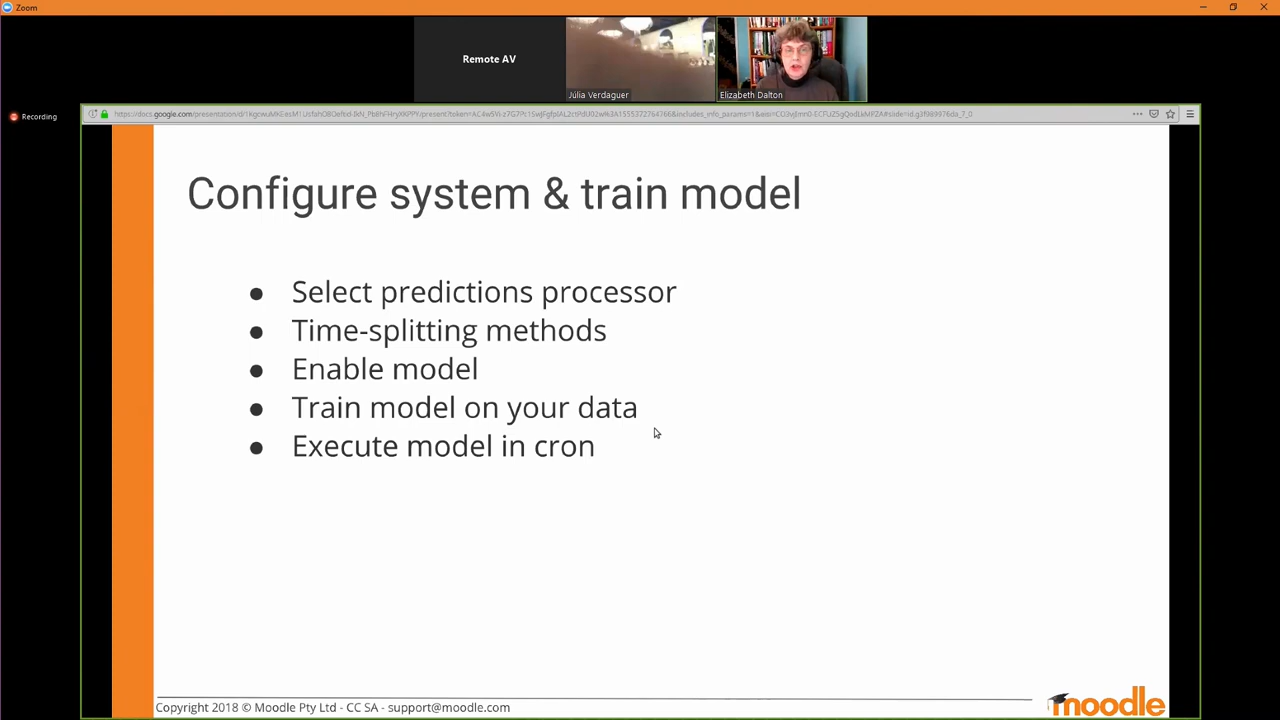 Zoom
Remote AV
Júlia Verdaguer
Elizabeth Dalton
Recording
Configure system & train model
● Select predictions processor
● Time-splitting methods
● Enable model
● Train model on your data
● Execute model in cron
Copyright 2018 © Moodle Pty Ltd - CC SA - support@moodle.com
moodle